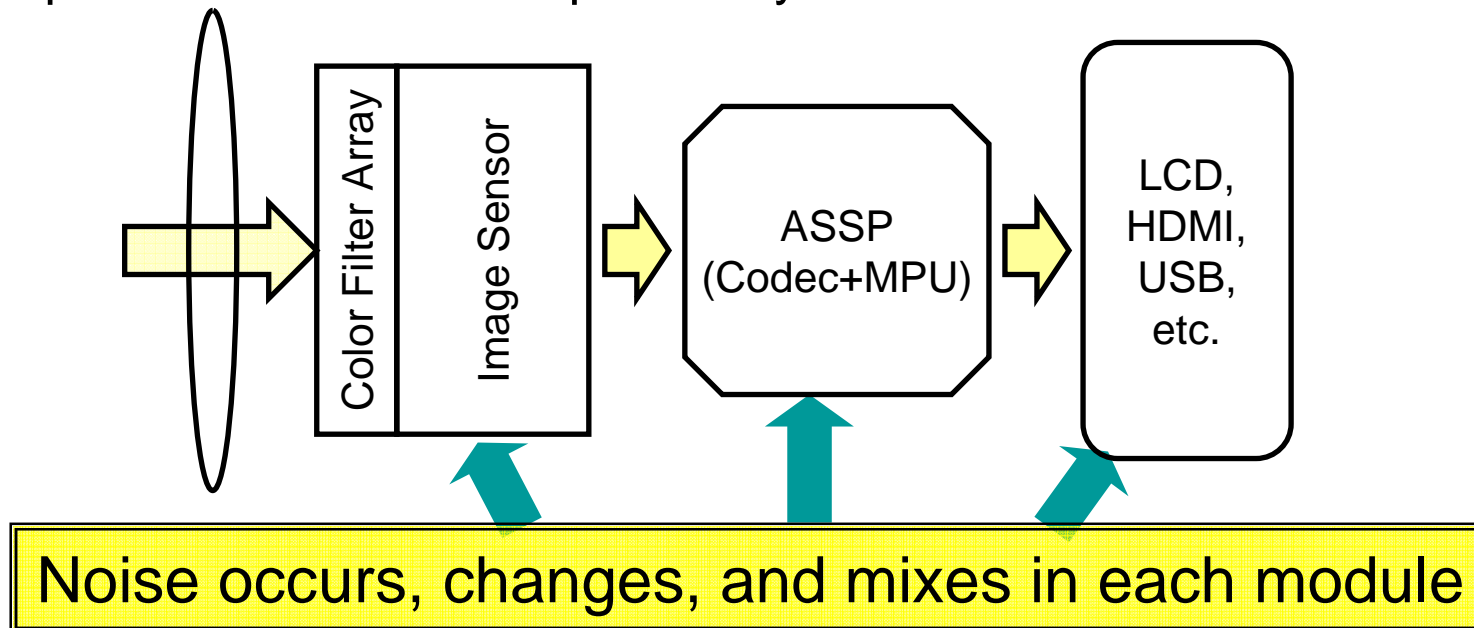 Color Filter Array
Image Sensor
ASSP
(Codec+MPU)
LCD,
HDMI,
USB,
etc.
Noise occurs, changes, and mixes in each module